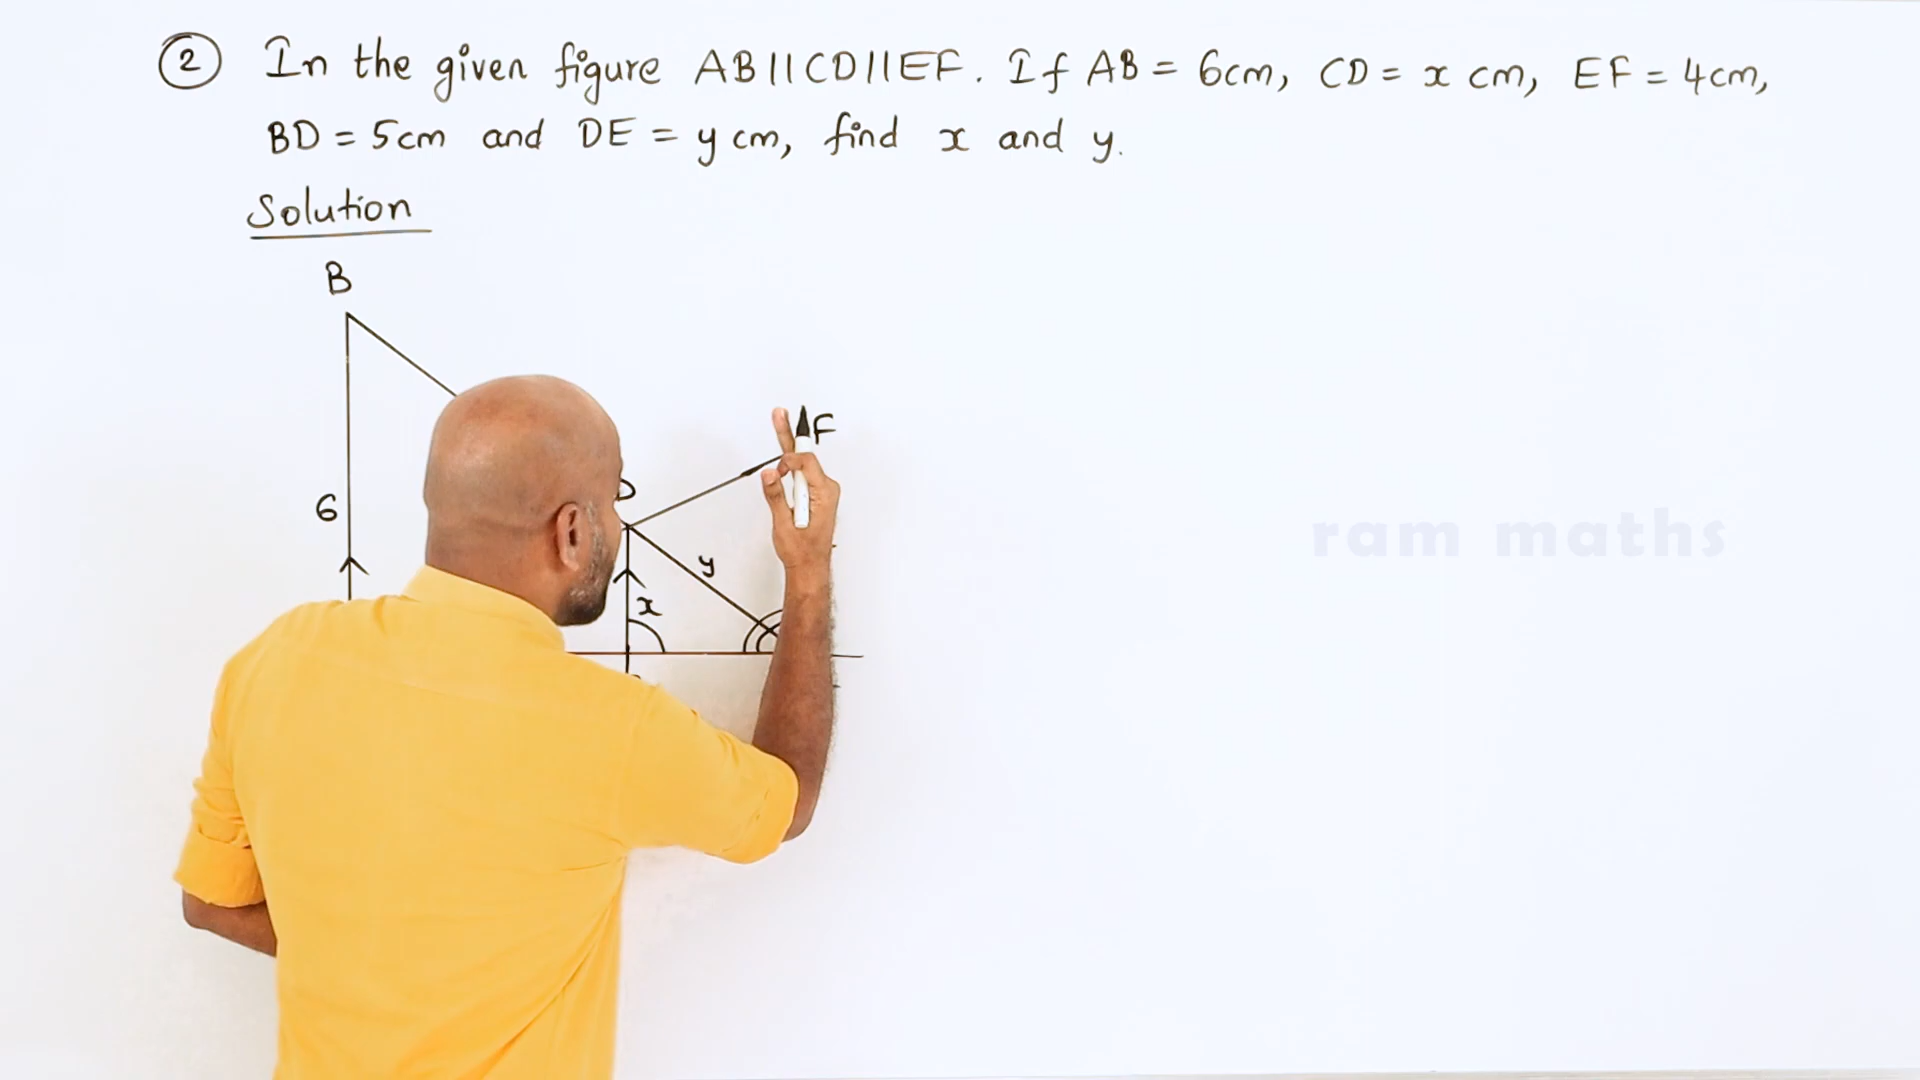 2 In the given figure AB||CD||EF. If AB = 6cm, CD = x cm, EF = 4cm,
BD = 5cm and DE = y cm, find x and y.
Solution
B
F
6
D
y
x
ram maths